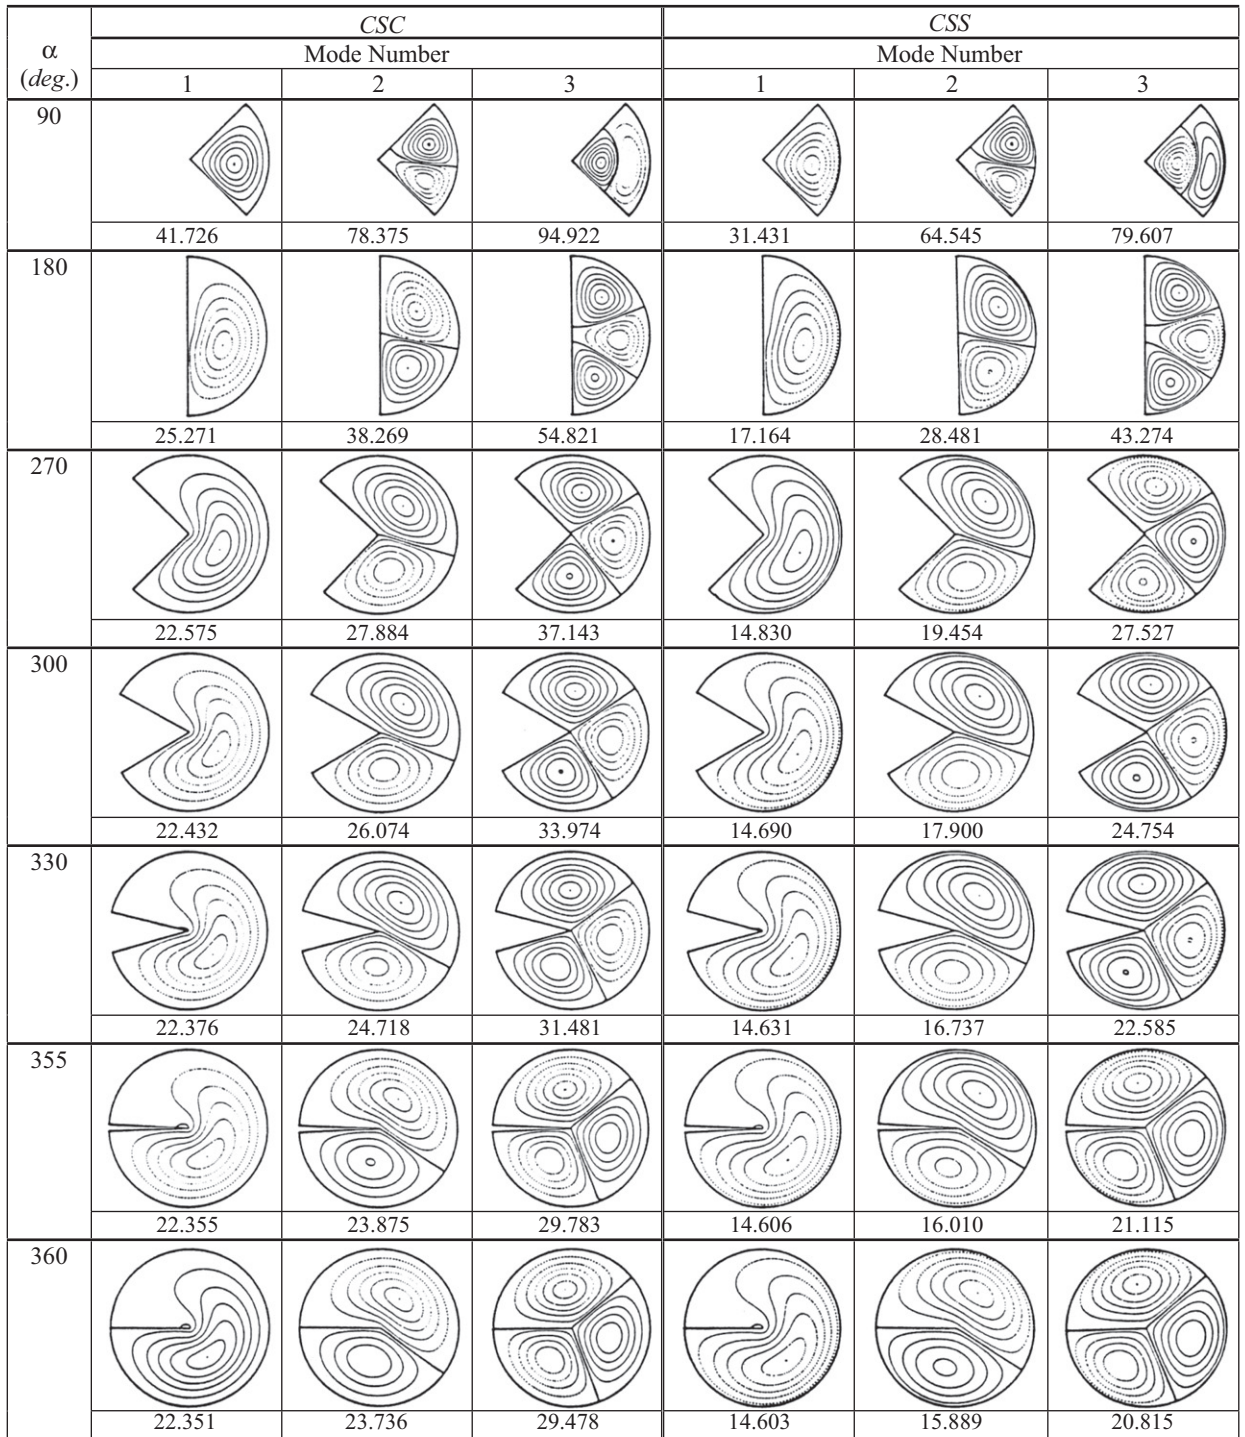 α
(deg.)
CSC CSS
Mode Number Mode Number
1 2 3 1 2 3
90
41.726 78.375 94.922 31.431 64.545 79.607
180
25.271 38.269 54.821 17.164 28.481 43.274
270
22.575 27.884 37.143 14.830 19.454 27.527
300
22.432 26.074 33.974 14.690 17.900 24.754
330
22.376 24.718 31.481 14.631 16.737 22.585
355
22.355 23.875 29.783 14.606 16.010 21.115
360
22.351 23.736 29.478 14.603 15.889 20.815